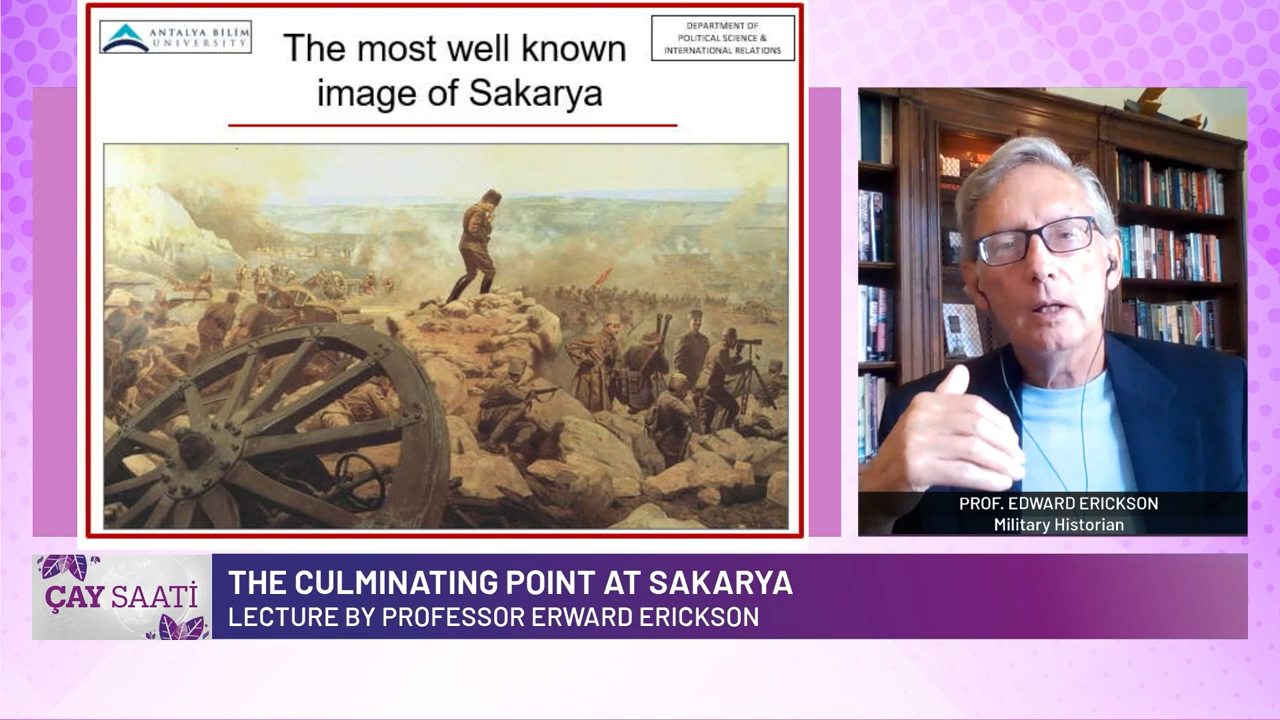 ANTALYA BİLİM
UNIVERSITY
The most well known
image of Sakarya
DEPARTMENT OF
POLITICAL SCIENCE &
INTERNATIONAL RELATIONS
PROF. EDWARD ERICKSON
Military Historian
ÇAY SAATİ
THE CULMINATING POINT AT SAKARYA
LECTURE BY PROFESSOR ERWARD ERICKSON